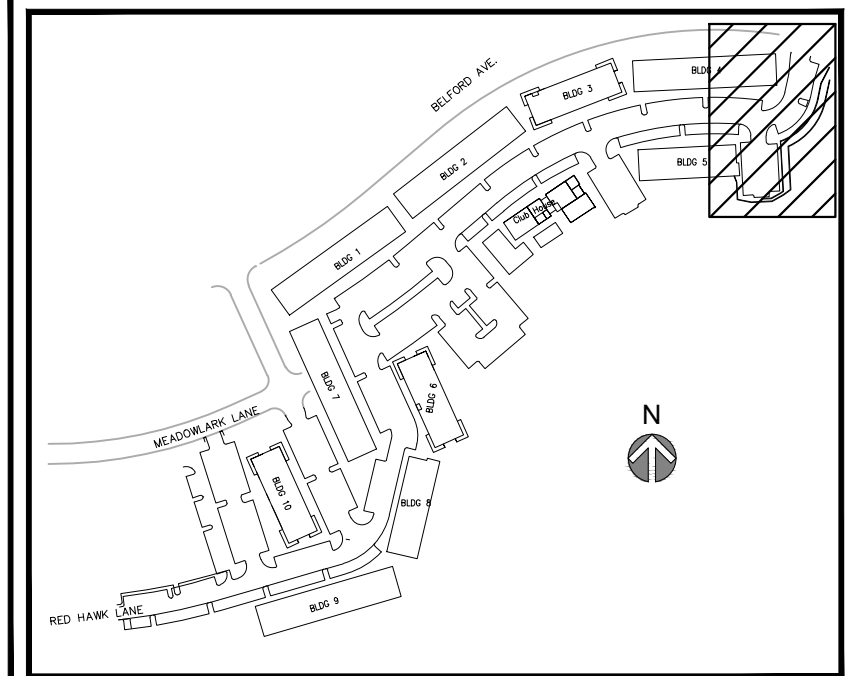 BELFORD AVE.
BLDG 4
BLDG 3
BLDG 2
BLDG 5
Club House
BLDG 1
BLDG 7
BLDG 6
N
MEADOWLARK LANE
BLDG 10
BLDG 8
RED HAWK LANE
BLDG 9